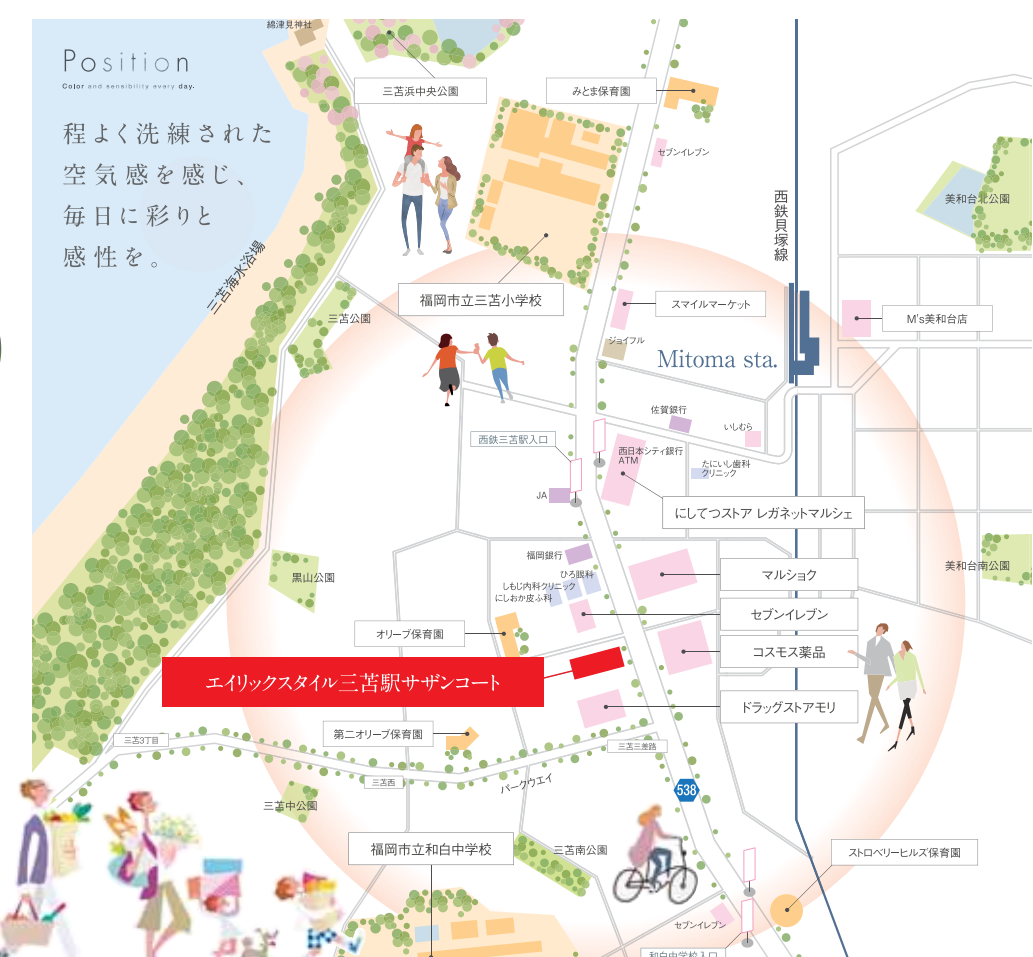 綿津見神社
Position
Color and sensibility every day.
程よく洗練された
空気感を感じ、
毎日に彩りと
感性を。
三苫浜中央公園
みとま保育園
セブンイレブン
西鉄貝塚線
美和台北公園
三苫海水浴場
福岡市立三苫小学校
スマイルマーケット
M's美和台店
三苫公園
ジョイフル
Mitoma sta.
佐賀銀行
いしむら
西鉄三苫駅入口
西日本シティ銀行
ATM
たにいし歯科
クリニック
JA
にしてつストア レガネットマルシェ
福岡銀行
ひろ眼科
しもじ内科クリニック
にしおか皮ふ科
マルショク
美和台南公園
黒山公園
セブンイレブン
オリーブ保育園
コスモス薬品
エイリックスタイル三苫駅サザンコート
ドラッグストアモリ
第二オリーブ保育園
三苫3丁目
三苫三差路
三苫西
パークウエイ
538
三苫中公園
福岡市立和白中学校
三苫南公園
ストロベリーヒルズ保育園
セブンイレブン
和白中学校入口